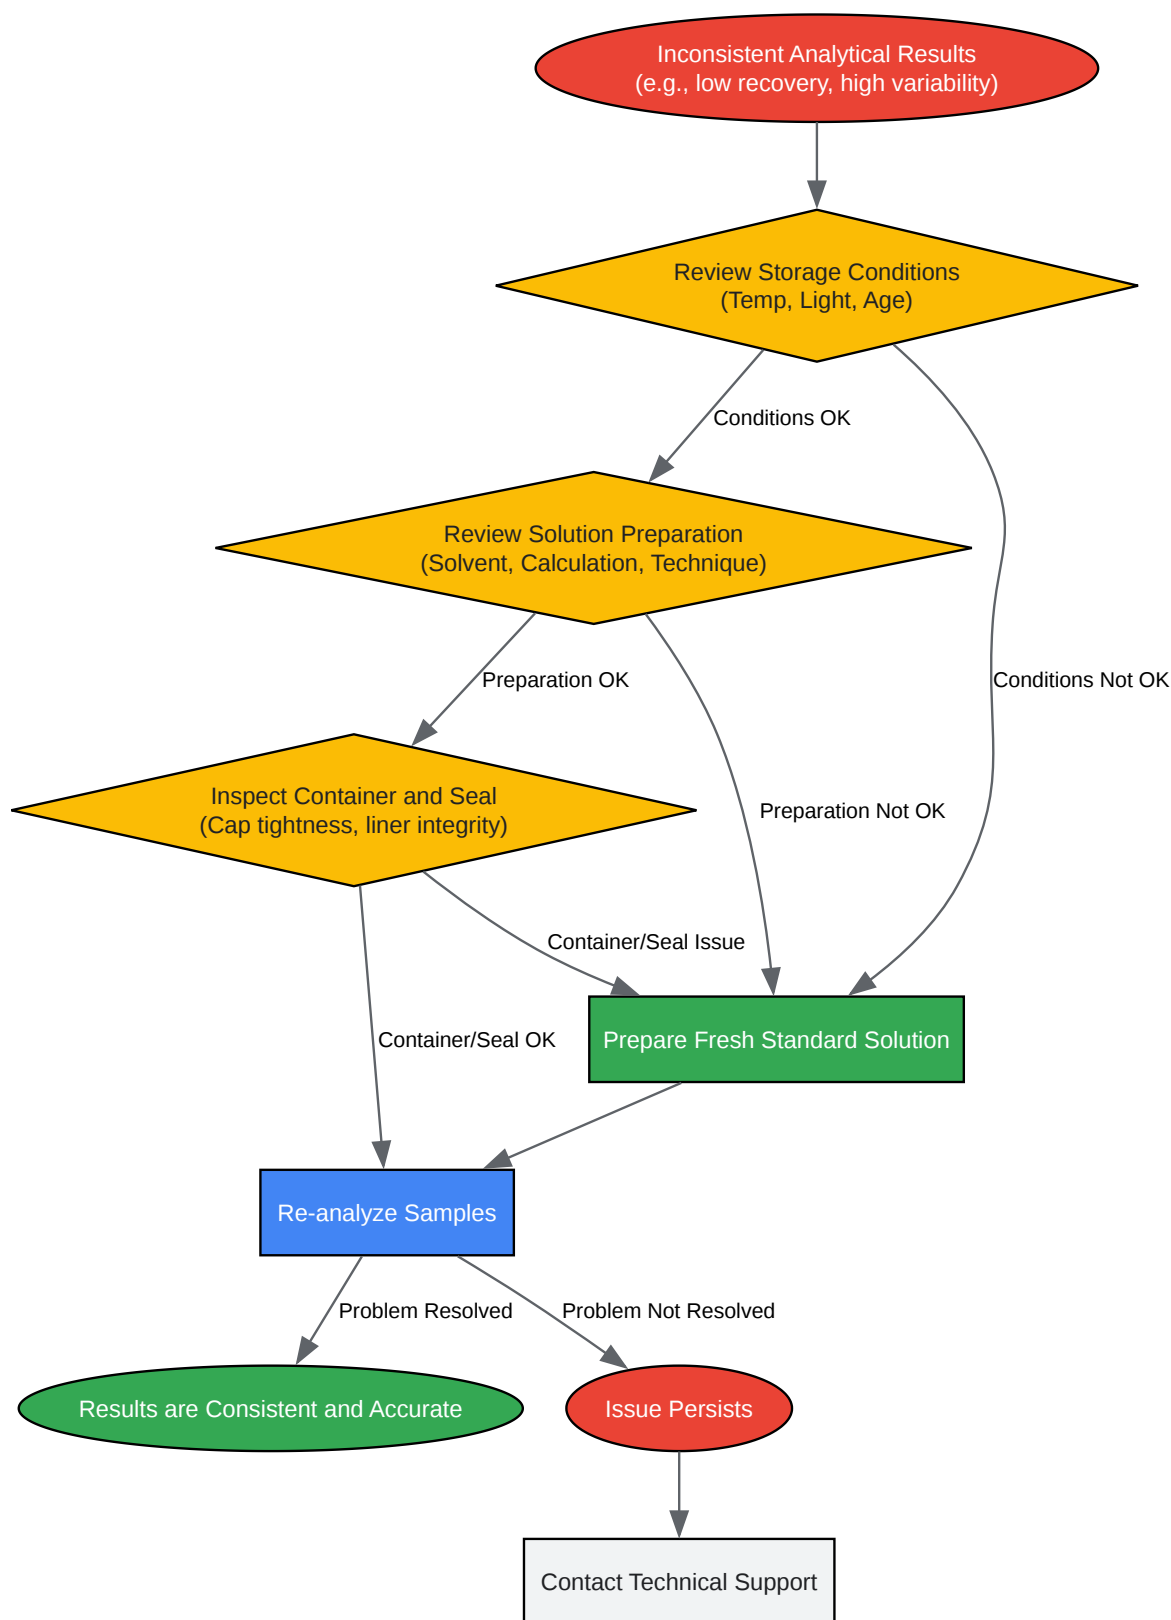 Inconsistent Analytical Results
(e.g., low recovery, high variability)
Review Storage Conditions
(Temp, Light, Age)
Conditions OK
Review Solution Preparation
(Solvent, Calculation, Technique)
Preparation OK
Conditions Not OK
Inspect Container and Seal
(Cap tightness, liner integrity)
Preparation Not OK
Container/Seal Issue
Container/Seal OK
Prepare Fresh Standard Solution
Re-analyze Samples
Problem Resolved
Problem Not Resolved
Results are Consistent and Accurate
Issue Persists
Contact Technical Support